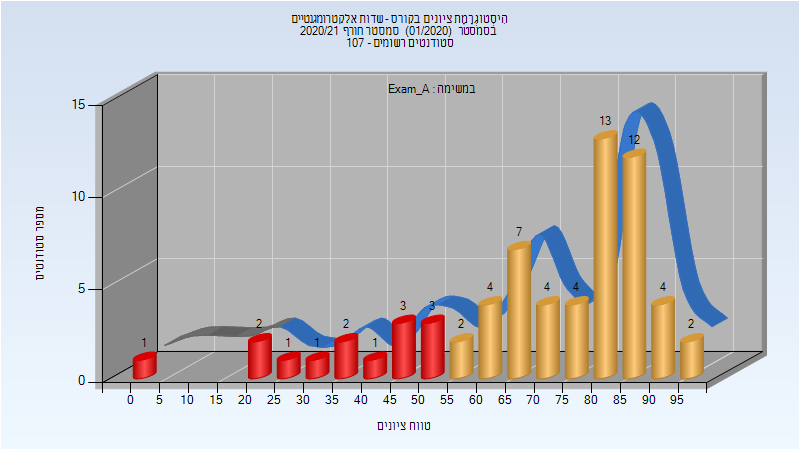 היסטוגרמת ציונים בקורס - שדות אלקטרומגנטיים
בסמסטר (01/2020) סמסטר חורף 2020/21
סטודנטים רשומים - 107
במשימה : Exam_A
מספר סטודנטים
15
10
5
0
1 2 1 1 2 1 3 3 2 4 7 4 4 13 12 4 2
0 5 10 15 20 25 30 35 40 45 50 55 60 65 70 75 80 85 90 95
טווח ציונים